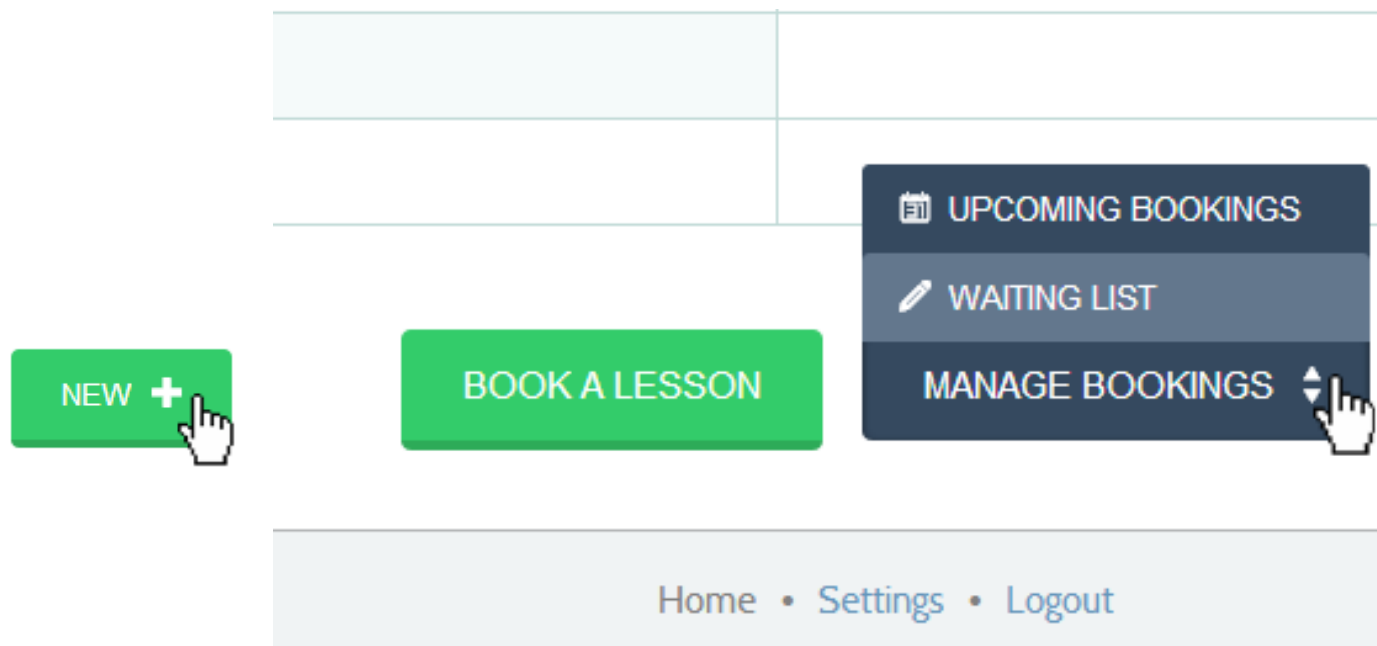 UPCOMING BOOKINGS
WAITING LIST
NEW
BOOK A LESSON
MANAGE BOOKINGS
Home • Settings • Logout